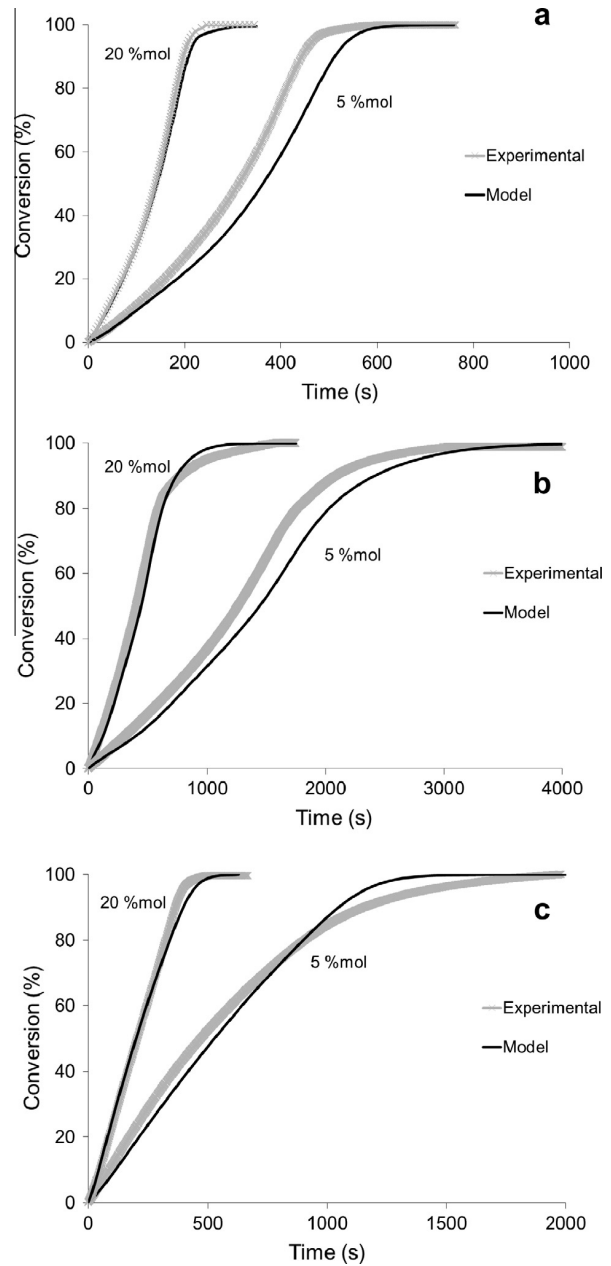 a
100
20 %mol
80
5 %mol
60
Experimental
Model
40
20
0
0 200 400 600 800 1000
Conversion (%)
Time (s)
b
100
20 %mol
80
5 %mol
60
Experimental
Model
40
20
0
0 1000 2000 3000 4000
Conversion (%)
Time (s)
c
100
20 %mol
80
5 %mol
60
Experimental
Model
40
20
0
0 500 1000 1500 2000
Conversion (%)
Time (s)